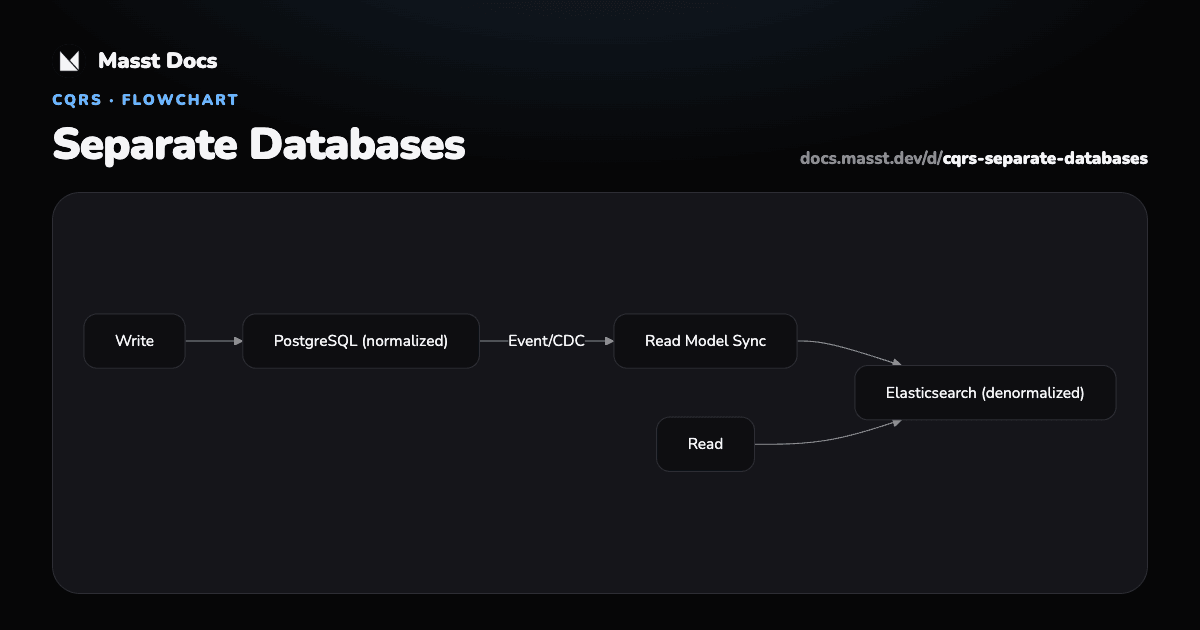 Masst Docs
CQRS · FLOWCHART
Separate Databases
docs.masst.dev/d/cqrs-separate-databases
Write
PostgreSQL (normalized)
Event/CDC
Read Model Sync
Elasticsearch (denormalized)
Read